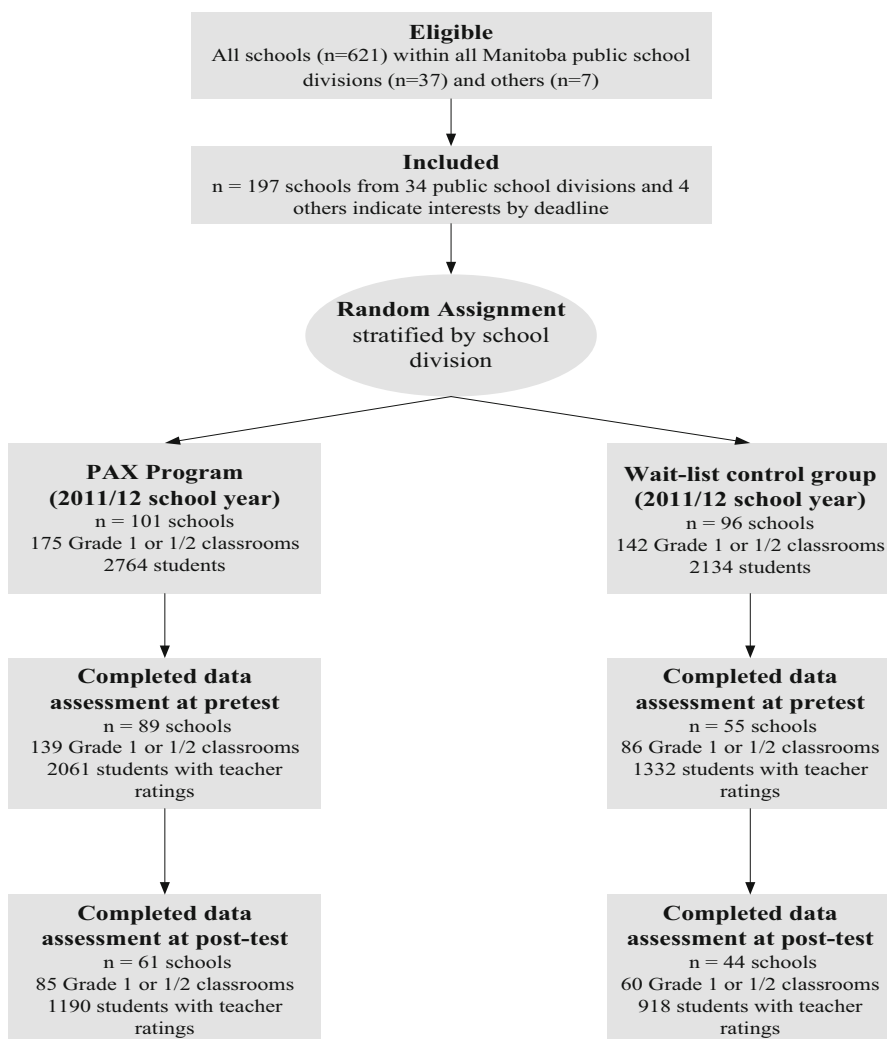 Eligible
All schools (n=621) within all Manitoba public school
divisions (n=37) and others (n=7)
Included
n = 197 schools from 34 public school divisions and 4
others indicate interests by deadline
Random Assignment
stratified by school
division
PAX Program
(2011/12 school year)
n = 101 schools
175 Grade 1 or 1/2 classrooms
2764 students
Wait-list control group
(2011/12 school year)
n = 96 schools
142 Grade 1 or 1/2 classrooms
2134 students
Completed data
assessment at pretest
n = 89 schools
139 Grade 1 or 1/2 classrooms
2061 students with teacher
ratings
Completed data
assessment at pretest
n = 55 schools
86 Grade 1 or 1/2 classrooms
1332 students with teacher
ratings
Completed data
assessment at post-test
n = 61 schools
85 Grade 1 or 1/2 classrooms
1190 students with teacher
ratings
Completed data
assessment at post-test
n = 44 schools
60 Grade 1 or 1/2 classrooms
918 students with teacher
ratings